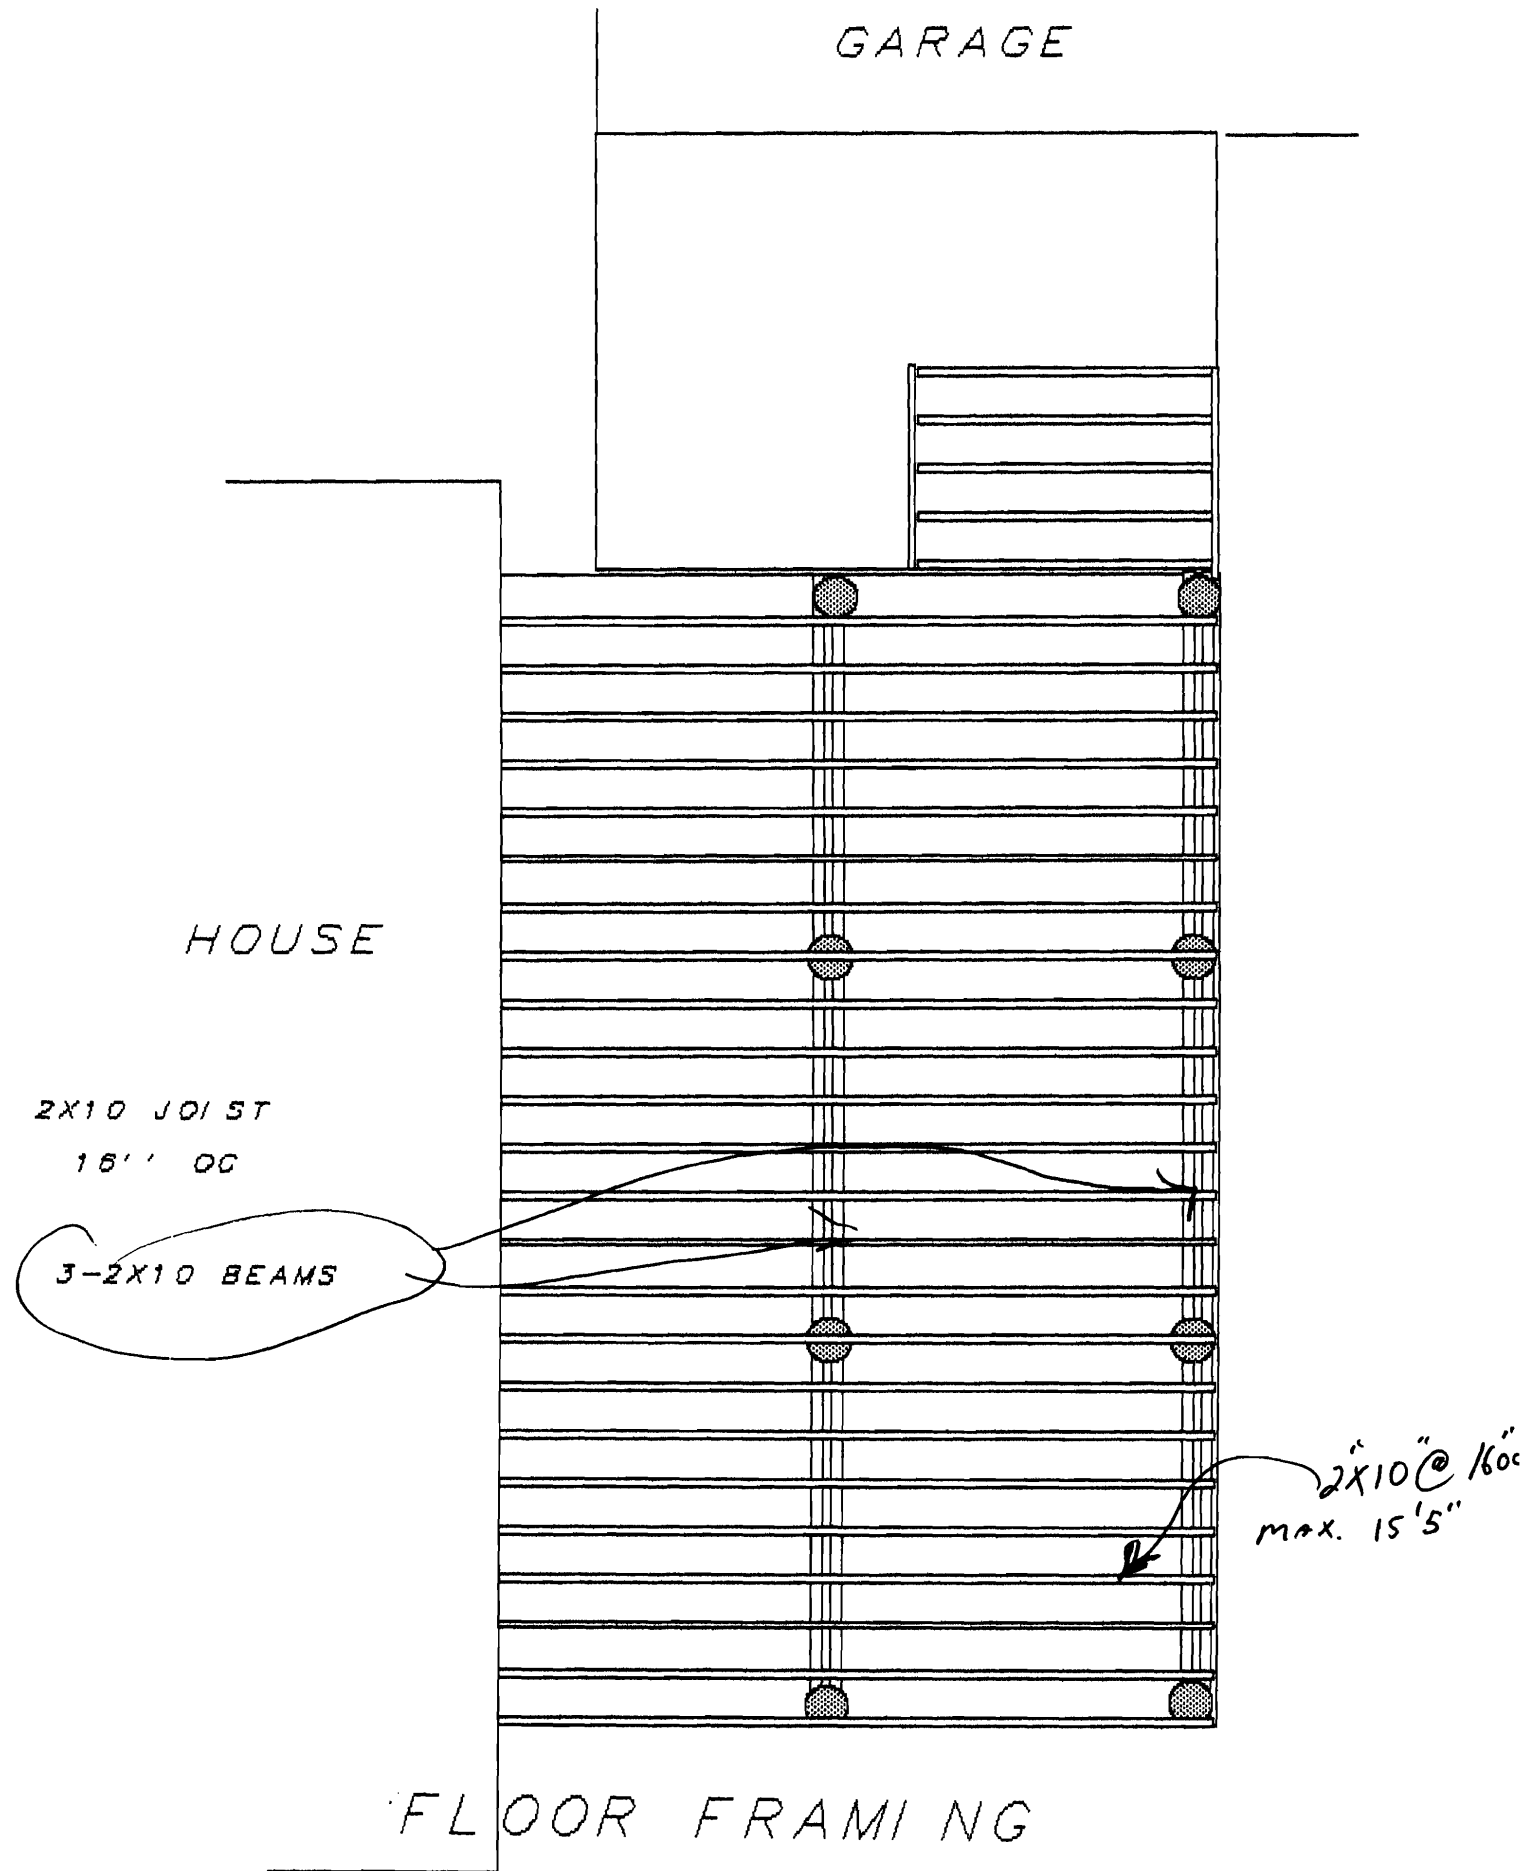 GARAGE
HOUSE
2X10 JOIST
16'' OC
3-2X10 BEAMS
2"X10"@ 16"oc
max. 15'5"
FLOOR FRAMING